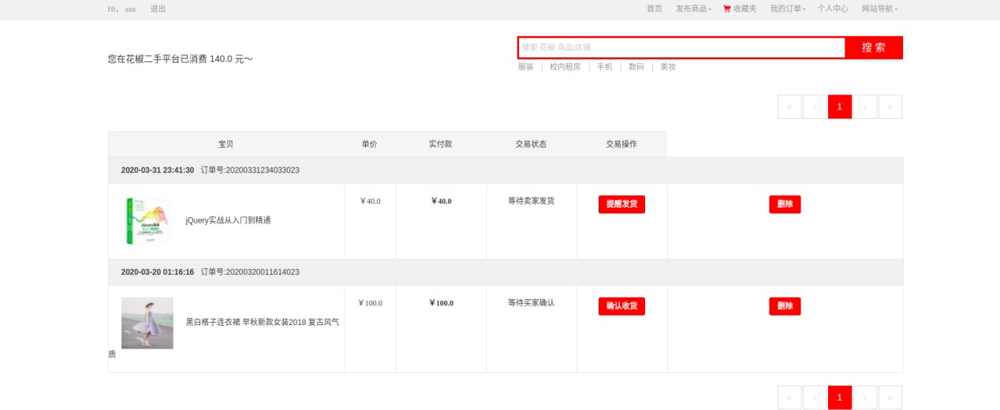 Hi， aaa 退出 首页 发布商品 收藏夹 我的订单 个人中心 网站导航
您在花椒二手平台已消费 140.0 元～
搜索 花椒 商品/店铺 搜 索
服装 校内租房 手机 数码 美妆
« ‹ 1 › »
宝贝 单价 实付款 交易状态 交易操作
2020-03-31 23:41:30 订单号:20200331234033023
jQuery实战从入门到精通 ￥40.0 ￥40.0 等待卖家发货 提醒发货 删除
2020-03-20 01:16:16 订单号:20200320011614023
黑白格子连衣裙 早秋新款女装2018 复古风气 ￥100.0 ￥100.0 等待买家确认 确认收货 删除
质
« ‹ 1 › »